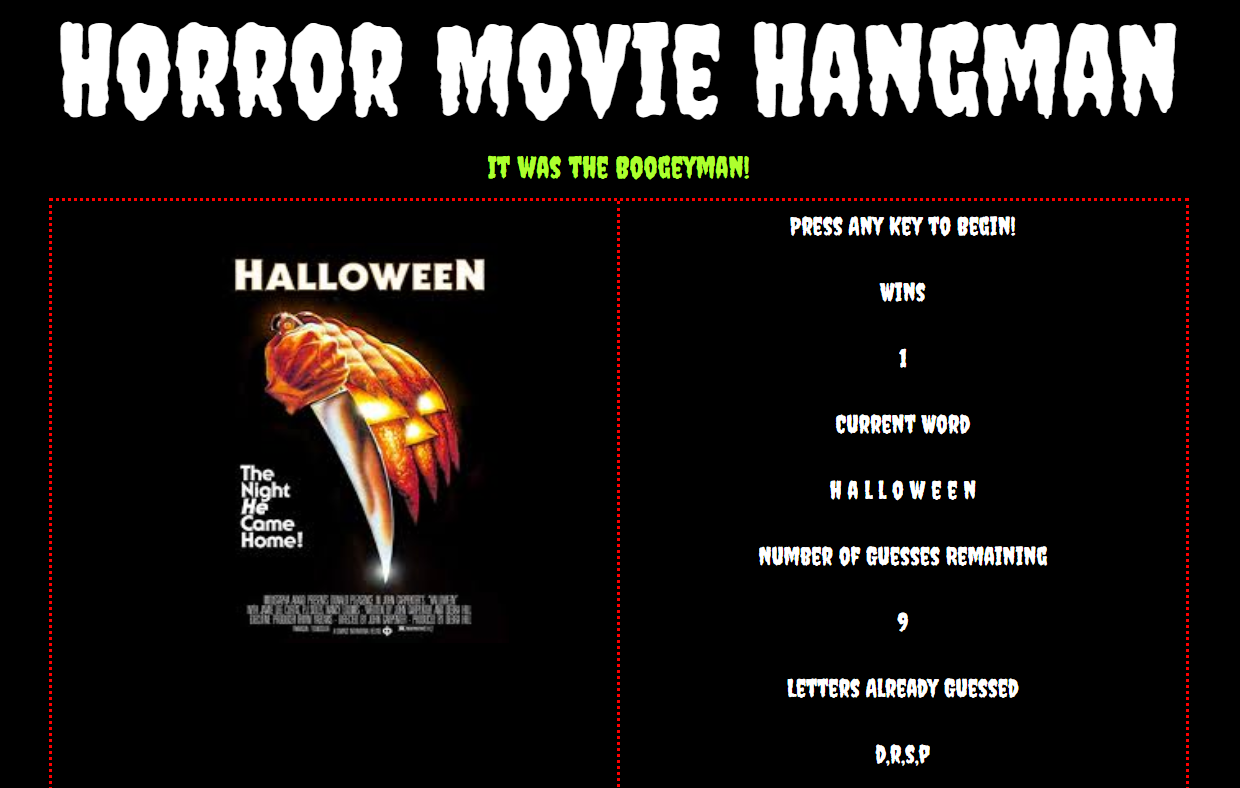 HORROR MOVIE HANGMAN
IT WAS THE BOOGEYMAN!
HALLOWEEN
The
Night
He
Came
Home!
PRESS ANY KEY TO BEGIN!
WINS
1
CURRENT WORD
H A L L O W E E N
NUMBER OF GUESSES REMAINING
9
LETTERS ALREADY GUESSED
D,R,S,P